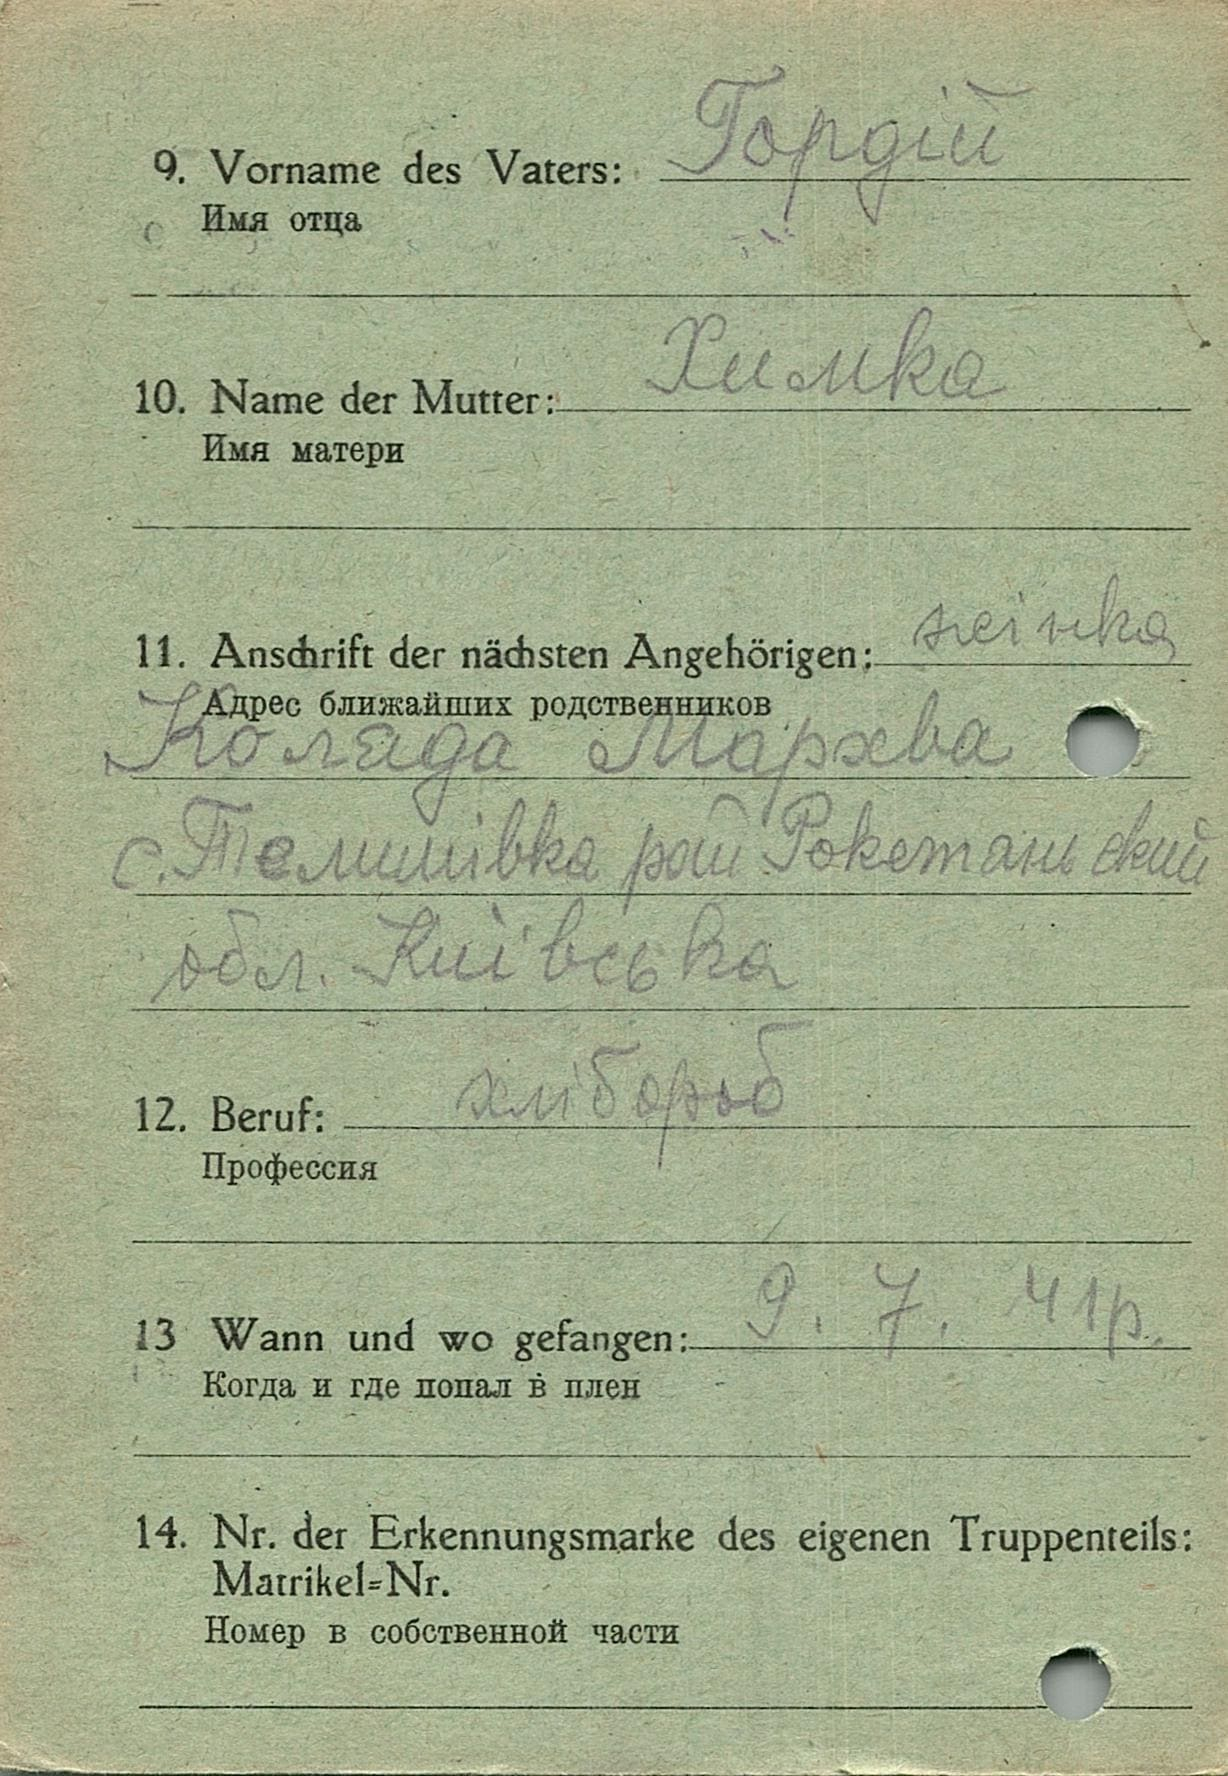 9. Vorname des Vaters: Гордій
Имя отца
10. Name der Mutter: Химка
Имя матери
11. Anschrift der nächsten Angehörigen: жінка
Адрес ближайших родственников
Коляда Мархва
с. Телишівка рай Рокетанський
обл. Київська
12. Beruf: хлібороб
Профессия
13 Wann und wo gefangen: 9. 7. 41р.
Когда и где попал в плен
14. Nr. der Erkennungsmarke des eigenen Truppenteils:
Matrikel=Nr.
Номер в собственной части